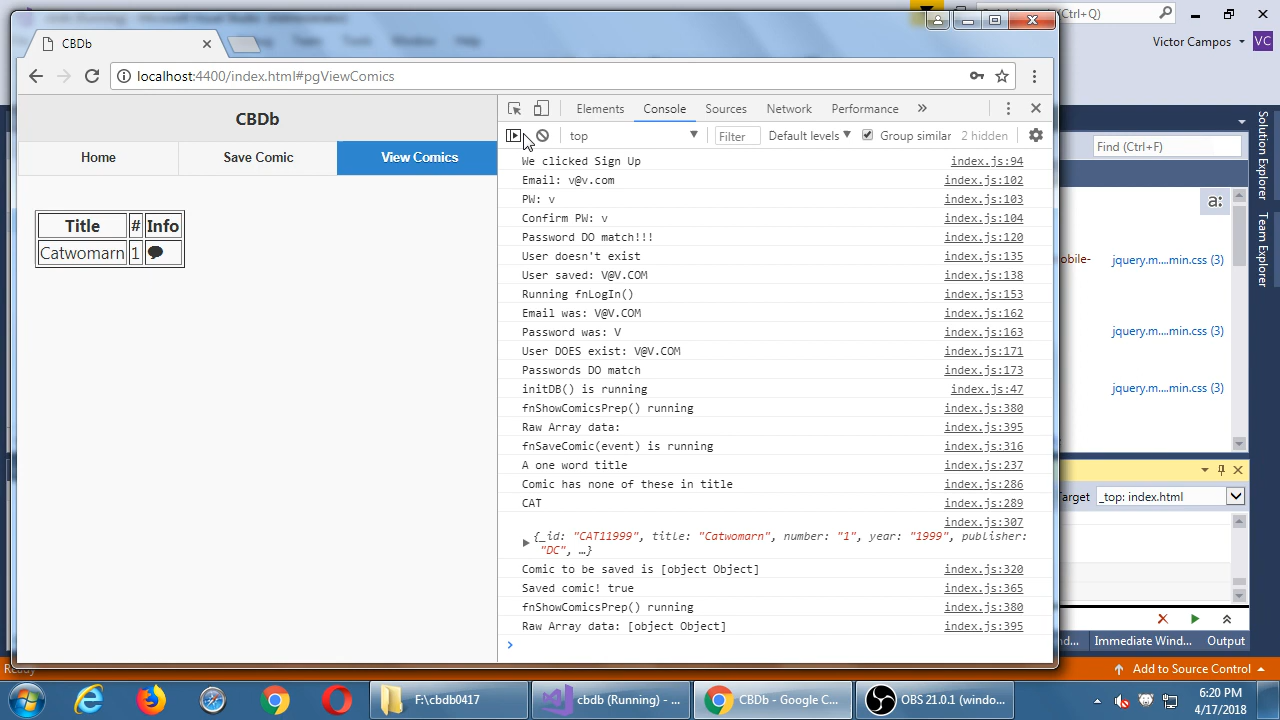 (Ctrl+Q)
CBDb
Victor Campos
VC
localhost:4400/index.html#pgViewComics
CBDb
Home
Save Comic
View Comics
Title # Info
Catwomarn 1
Elements
Console
Sources
Network
Performance
top
Filter
Default levels
Group similar
2 hidden
We clicked Sign Up index.js:94
Email: v@v.com index.js:102
PW: v index.js:103
Confirm PW: v index.js:104
Password DO match!!! index.js:120
User doesn't exist index.js:135
User saved: V@V.COM index.js:138
Running fnLogIn() index.js:153
Email was: V@V.COM index.js:162
Password was: V index.js:163
User DOES exist: V@V.COM index.js:171
Passwords DO match index.js:173
initDB() is running index.js:47
fnShowComicsPrep() running index.js:380
Raw Array data: index.js:395
fnSaveComic(event) is running index.js:316
A one word title index.js:237
Comic has none of these in title index.js:286
CAT index.js:289
index.js:307
{_id: "CAT11999", title: "Catwomarn", number: "1", year: "1999", publisher:
"DC", …}
Comic to be saved is [object Object] index.js:320
Saved comic! true index.js:365
fnShowComicsPrep() running index.js:380
Raw Array data: [object Object] index.js:395
Find (Ctrl+F)
Solution Explorer
Team Explorer
a:
mobile-
jquery.m....min.css (3)
jquery.m....min.css (3)
jquery.m....min.css (3)
Target
_top: index.html
nd...
Immediate Wind...
Output
Ready
Add to Source Control
F:\cbdb0417
cbdb (Running) - ...
CBDb - Google C...
OBS 21.0.1 (windo...
6:20 PM
4/17/2018